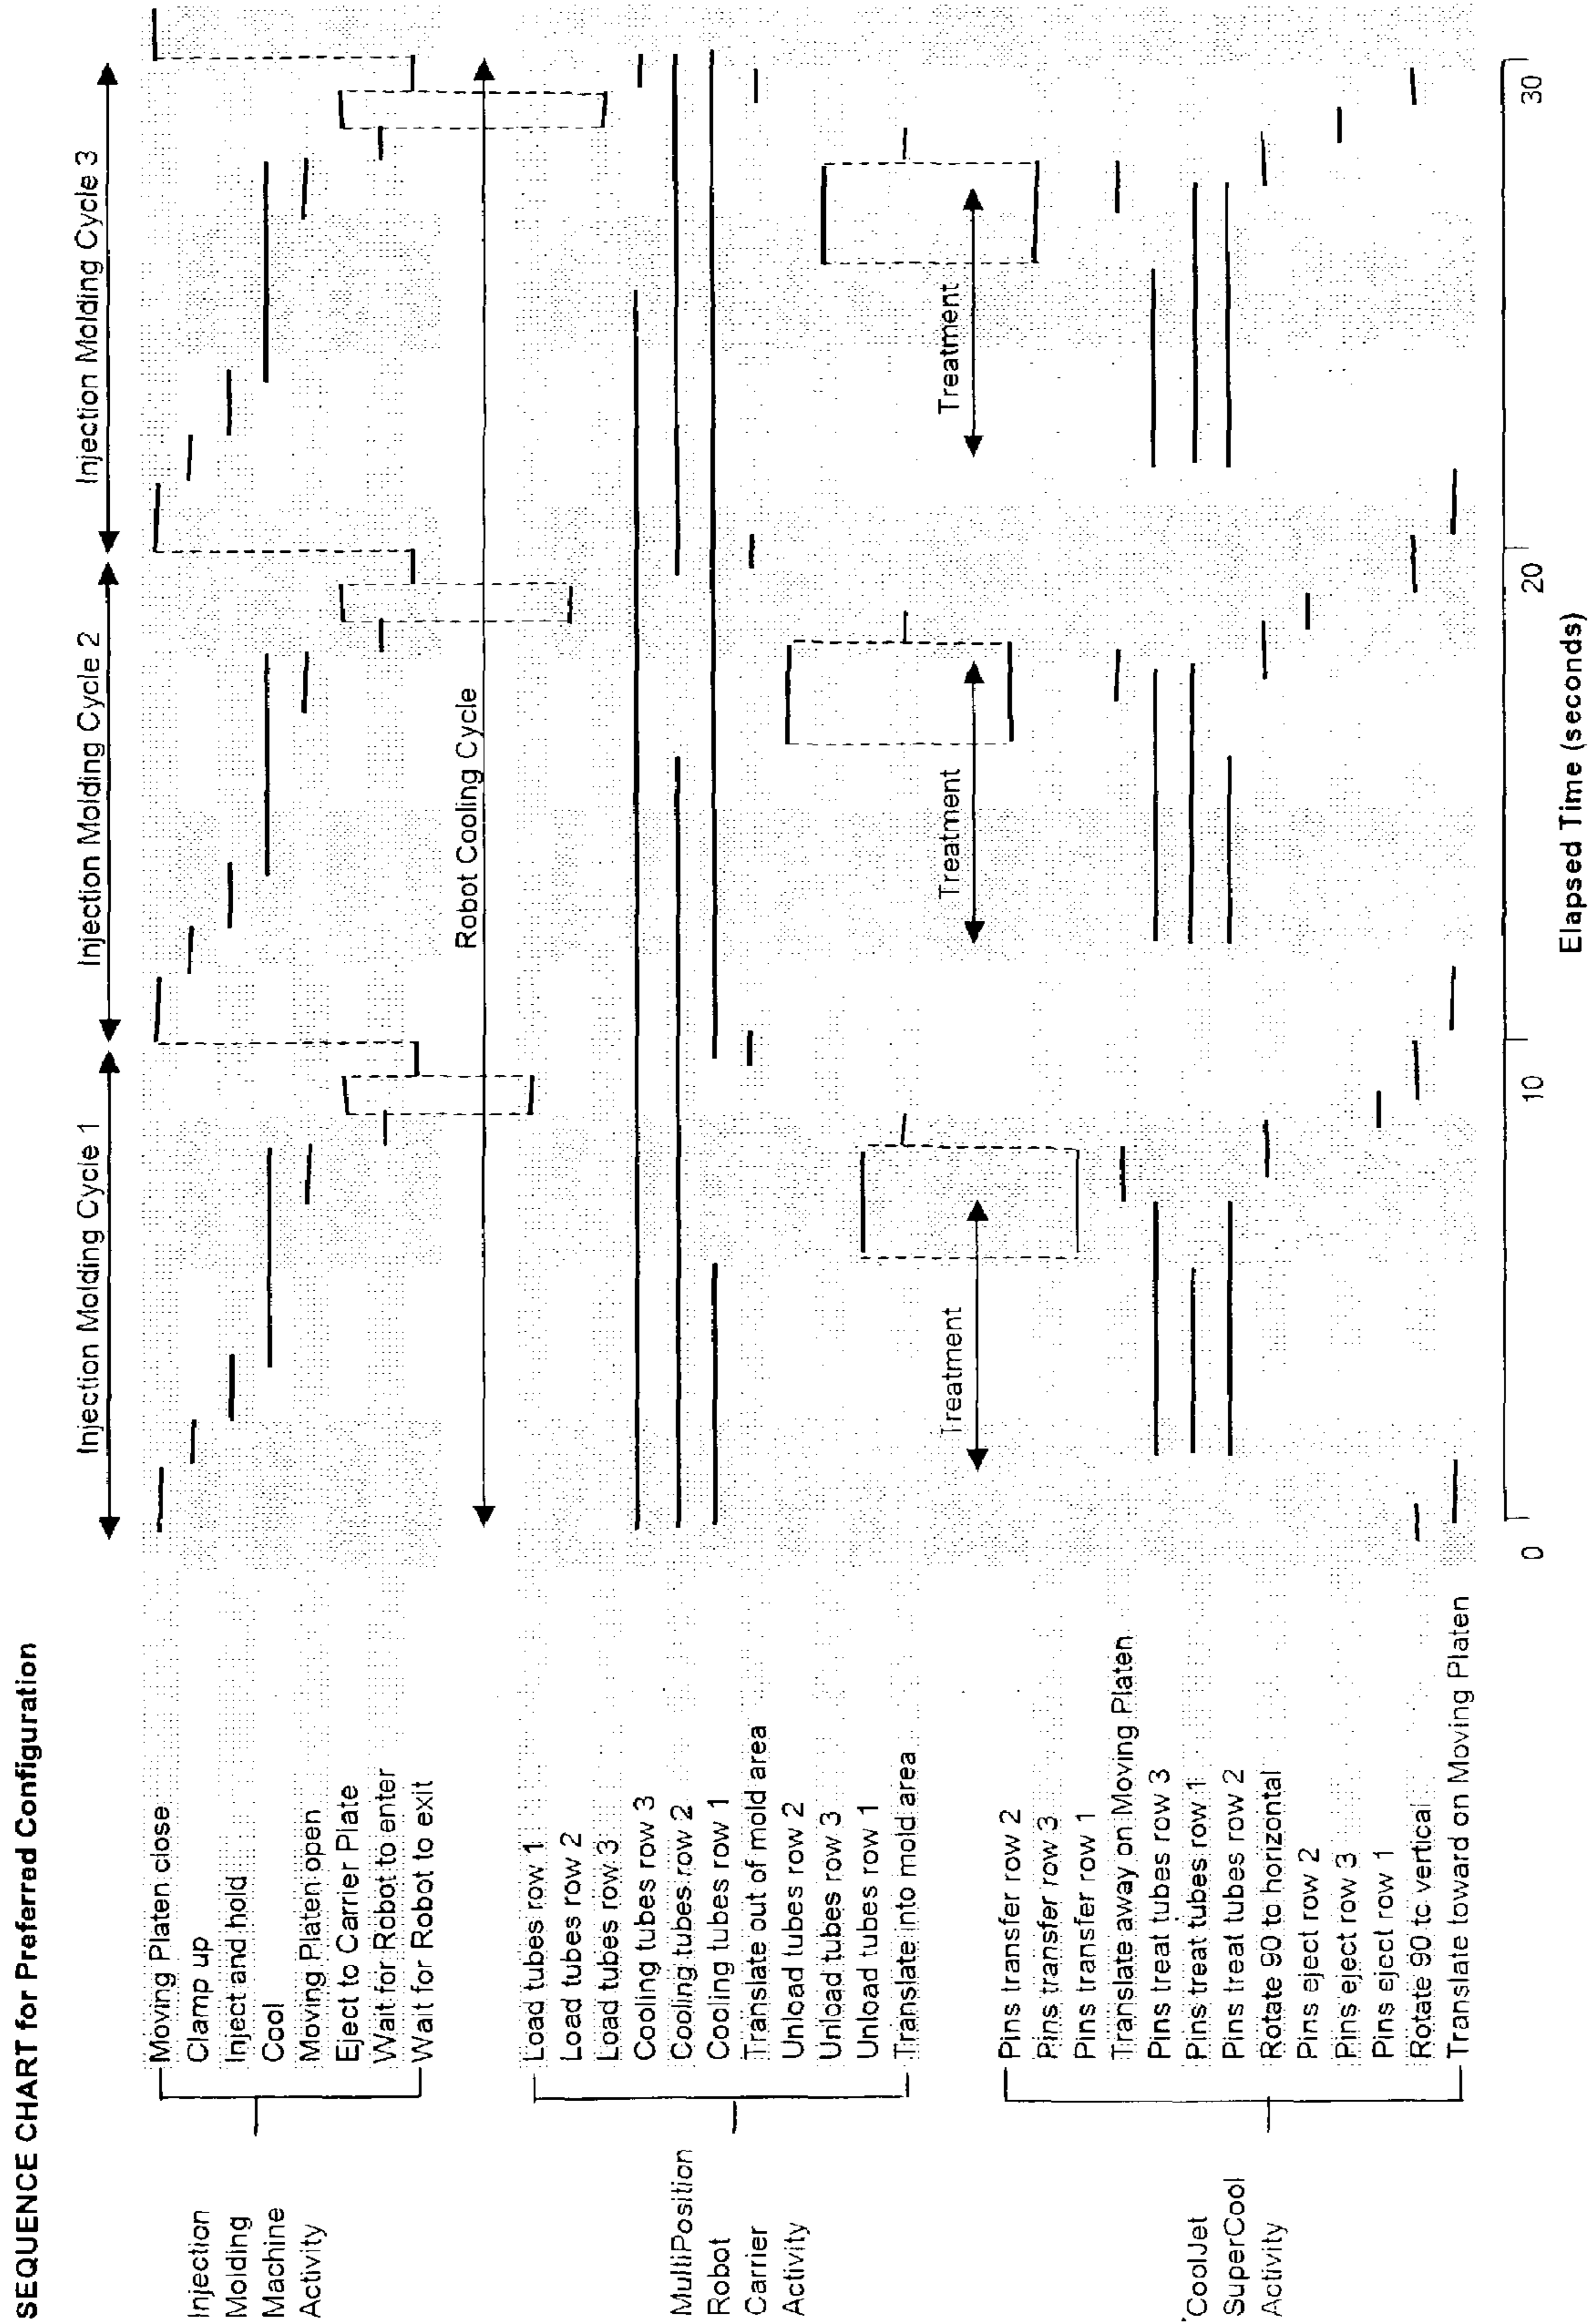 SEQUENCE CHART for Preferred Configuration
Injection Molding Cycle 1
Injection Molding Cycle 2
Injection Molding Cycle 3
Injection
Molding
Machine
Activity
Moving Platen close
Clamp up
Inject and hold
Cool
Moving Platen open
Eject to Carrier Plate
Wait for Robot to enter
Wait for Robot to exit
Robot Cooling Cycle
MultiPosition
Robot
Carrier
Activity
Load tubes row 1
Load tubes row 2
Load tubes row 3
Cooling tubes row 3
Cooling tubes row 2
Cooling tubes row 1
Translate out of mold area
Unload tubes row 2
Unload tubes row 3
Unload tubes row 1
Translate into mold area
Treatment
Treatment
Treatment
CoolJet
SuperCool
Activity
Pins transfer row 2
Pins transfer row 3
Pins transfer row 1
Translate away on Moving Platen
Pins treat tubes row 3
Pins treat tubes row 1
Pins treat tubes row 2
Rotate 90 to horizontal
Pins eject row 2
Pins eject row 3
Pins eject row 1
Rotate 90 to vertical
Translate toward on Moving Platen
0
10
20
30
Elapsed Time (seconds)